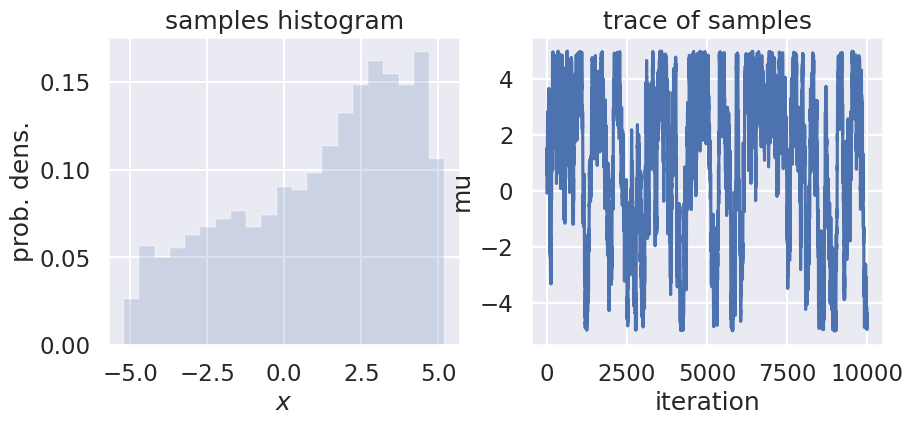 samples histogram
prob. dens.
0.15
0.10
0.05
0.00
−5.0 −2.5 0.0 2.5 5.0
x
trace of samples
mu
4
2
0
−2
−4
0 2500 5000 7500 10000
iteration